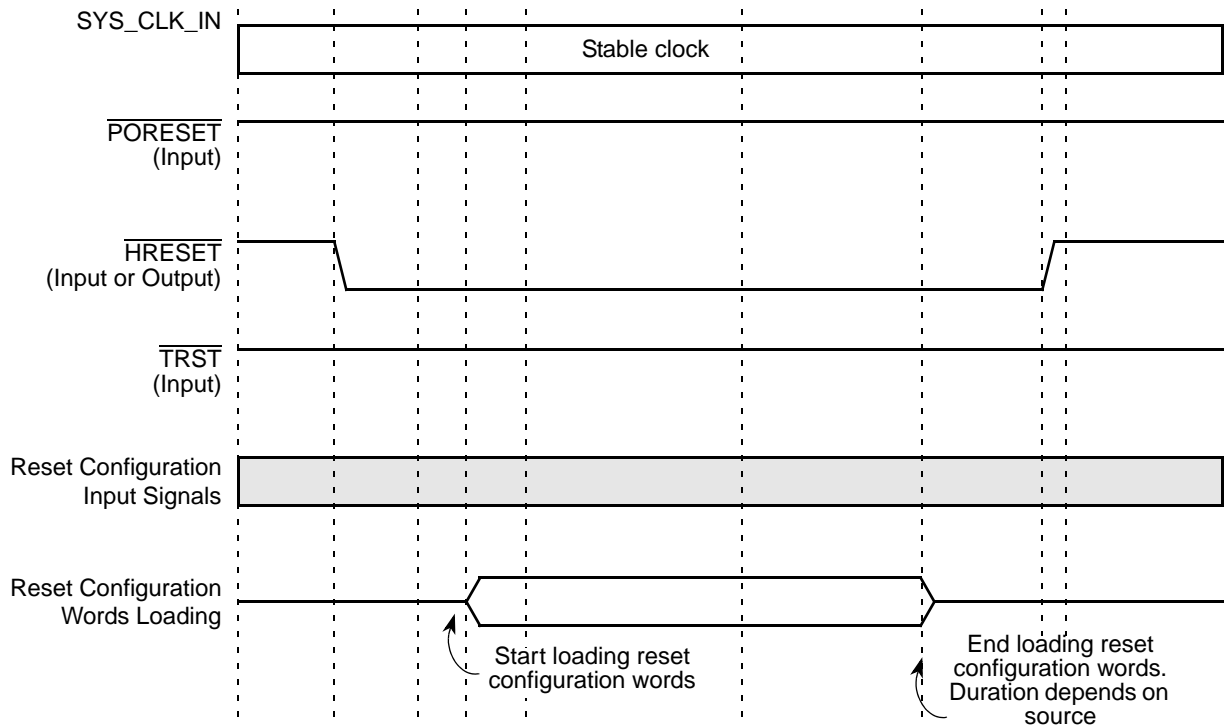 SYS_CLK_IN
Stable clock
PORESET
(Input)
HRESET
(Input or Output)
TRST
(Input)
Reset Configuration
Input Signals
Reset Configuration
Words Loading
Start loading reset
configuration words
End loading reset
configuration words.
Duration depends on
source